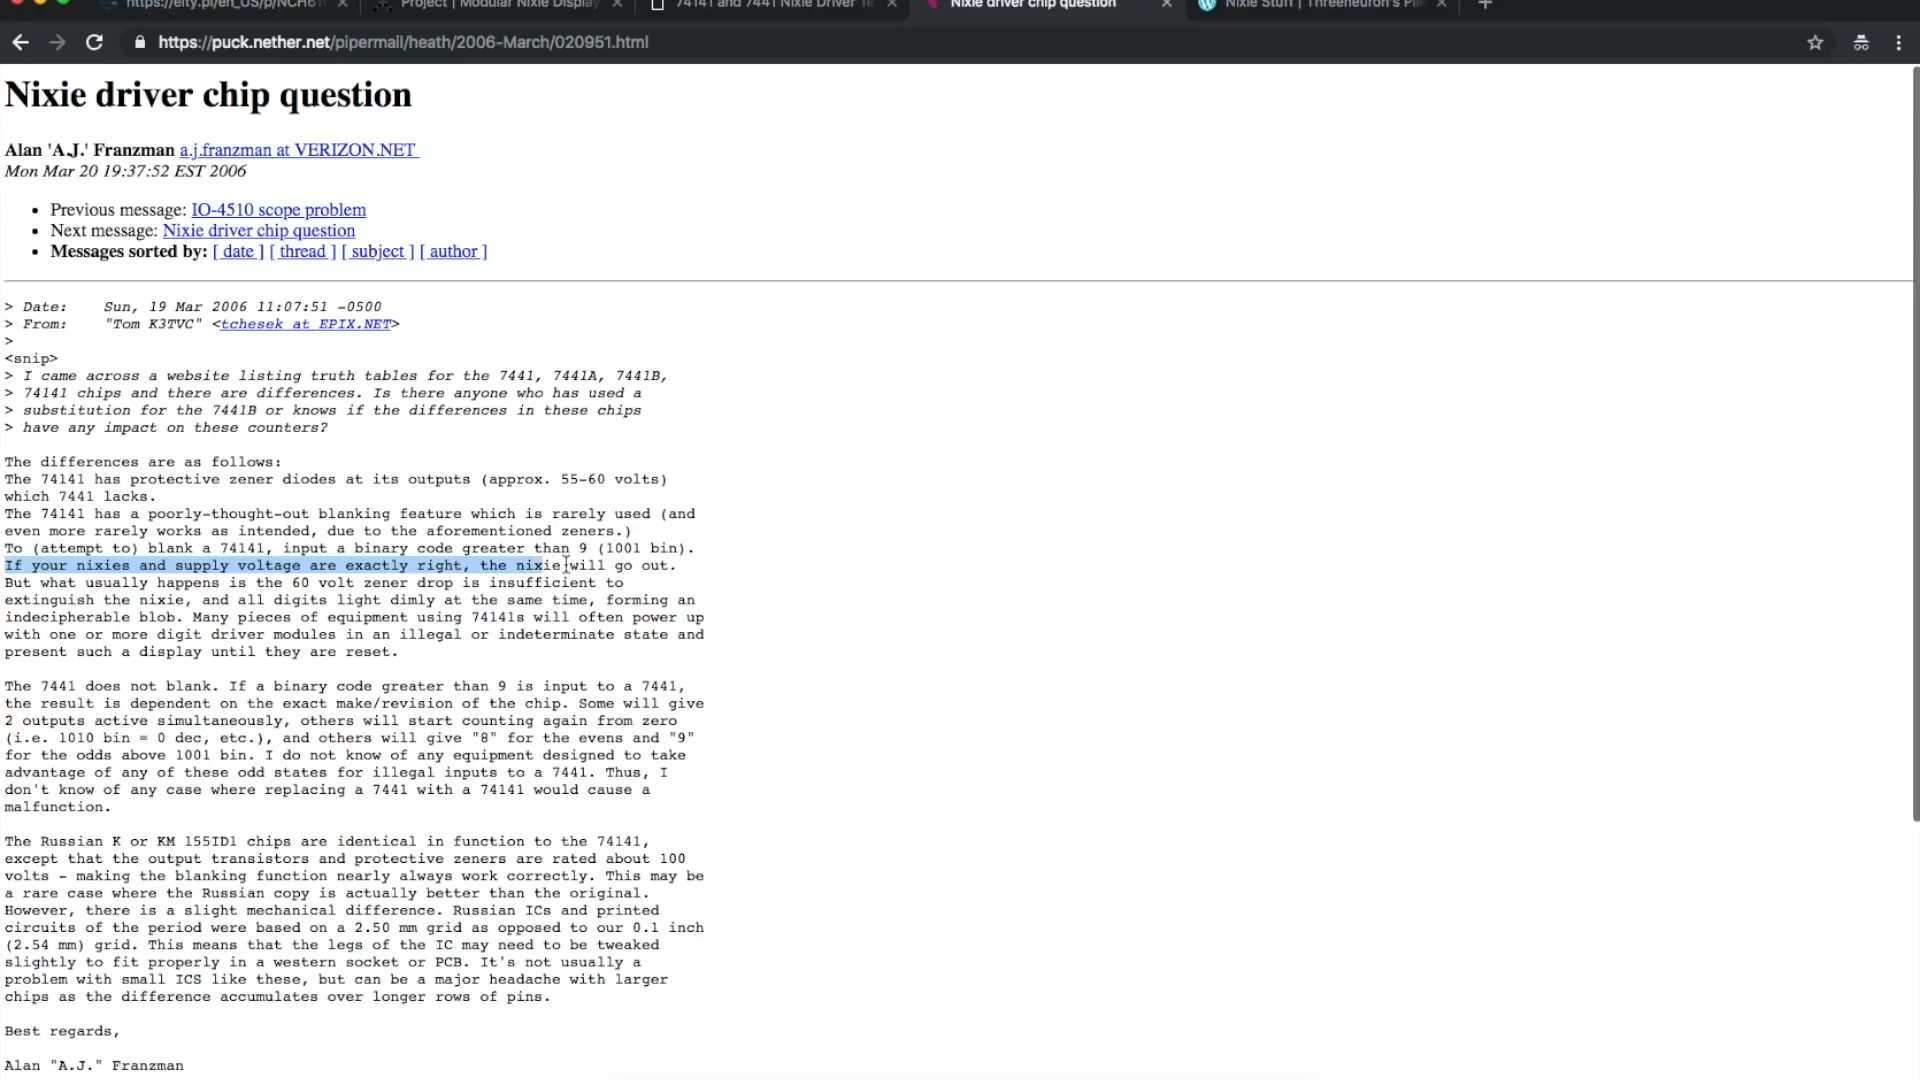 https://elty.pl/en_US/p/NCH61
Project | Modular Nixie Display
74141 and 7441 Nixie Driver
Nixie driver chip question
Nixie Stuff | Threeneuron's
https://puck.nether.net/pipermail/heath/2006-March/020951.html
Nixie driver chip question
Alan 'A.J.' Franzman a.j.franzman at VERIZON.NET
Mon Mar 20 19:37:52 EST 2006
• Previous message: IO-4510 scope problem
• Next message: Nixie driver chip question
• Messages sorted by: [ date ] [ thread ] [ subject ] [ author ]
> Date:    Sun, 19 Mar 2006 11:07:51 -0500
> From:    "Tom K3TVC" <tchesek at EPIX.NET>
>
<snip>
> I came across a website listing truth tables for the 7441, 7441A, 7441B,
> 74141 chips and there are differences. Is there anyone who has used a
> substitution for the 7441B or knows if the differences in these chips
> have any impact on these counters?
The differences are as follows:
The 74141 has protective zener diodes at its outputs (approx. 55-60 volts)
which 7441 lacks.
The 74141 has a poorly-thought-out blanking feature which is rarely used (and
even more rarely works as intended, due to the aforementioned zeners.)
To (attempt to) blank a 74141, input a binary code greater than 9 (1001 bin).
If your nixies and supply voltage are exactly right, the nixie will go out.
But what usually happens is the 60 volt zener drop is insufficient to
extinguish the nixie, and all digits light dimly at the same time, forming an
indecipherable blob. Many pieces of equipment using 74141s will often power up
with one or more digit driver modules in an illegal or indeterminate state and
present such a display until they are reset.
The 7441 does not blank. If a binary code greater than 9 is input to a 7441,
the result is dependent on the exact make/revision of the chip. Some will give
2 outputs active simultaneously, others will start counting again from zero
(i.e. 1010 bin = 0 dec, etc.), and others will give "8" for the evens and "9"
for the odds above 1001 bin. I do not know of any equipment designed to take
advantage of any of these odd states for illegal inputs to a 7441. Thus, I
don't know of any case where replacing a 7441 with a 74141 would cause a
malfunction.
The Russian K or KM 155ID1 chips are identical in function to the 74141,
except that the output transistors and protective zeners are rated about 100
volts - making the blanking function nearly always work correctly. This may be
a rare case where the Russian copy is actually better than the original.
However, there is a slight mechanical difference. Russian ICs and printed
circuits of the period were based on a 2.50 mm grid as opposed to our 0.1 inch
(2.54 mm) grid. This means that the legs of the IC may need to be tweaked
slightly to fit properly in a western socket or PCB. It's not usually a
problem with small ICS like these, but can be a major headache with larger
chips as the difference accumulates over longer rows of pins.
Best regards,
Alan "A.J." Franzman